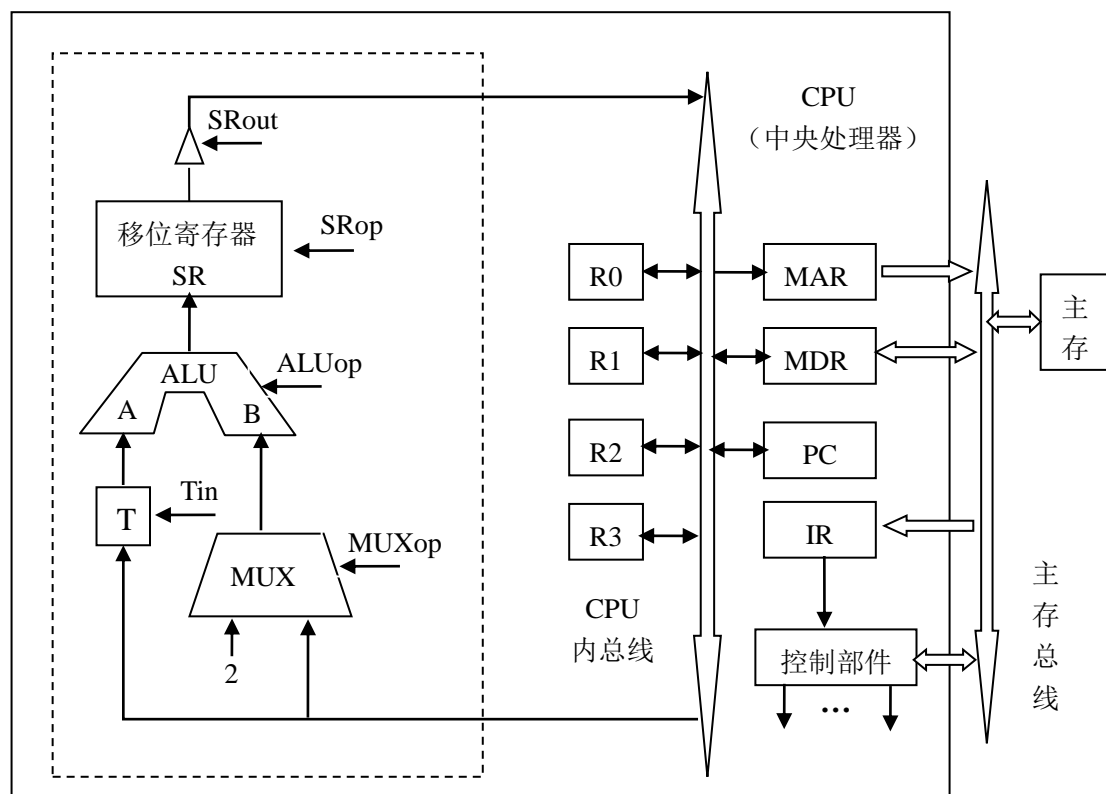 SRout
移位寄存器
SR
SRop
ALU
ALUop
A
B
T
Tin
MUX
MUXop
2
CPU
（中央处理器）
R0
R1
R2
R3
CPU
内总线
MAR
MDR
PC
IR
控制部件
...
主存
主存总线